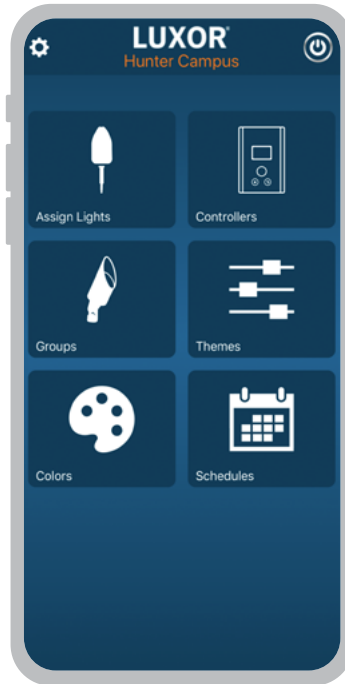 LUXOR®
Hunter Campus
Assign Lights
Controllers
Groups
Themes
Colors
Schedules